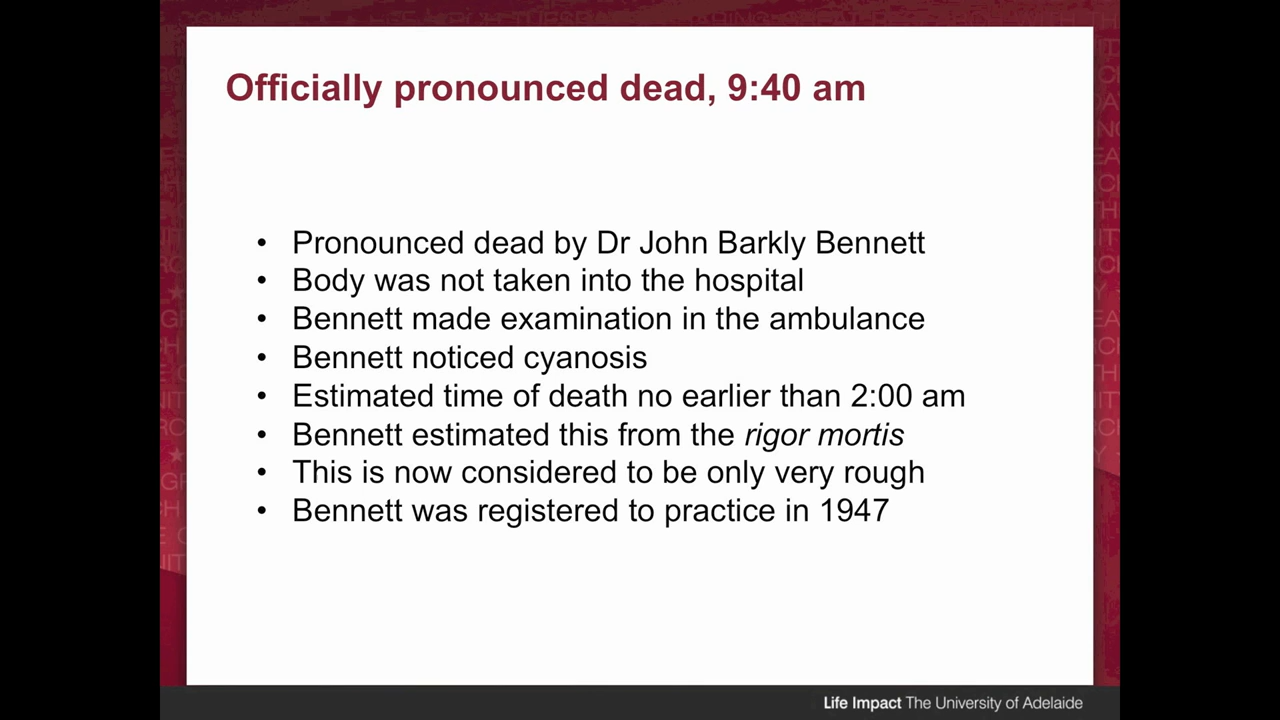 Officially pronounced dead, 9:40 am
• Pronounced dead by Dr John Barkly Bennett
• Body was not taken into the hospital
• Bennett made examination in the ambulance
• Bennett noticed cyanosis
• Estimated time of death no earlier than 2:00 am
• Bennett estimated this from the rigor mortis
• This is now considered to be only very rough
• Bennett was registered to practice in 1947
Life Impact The University of Adelaide